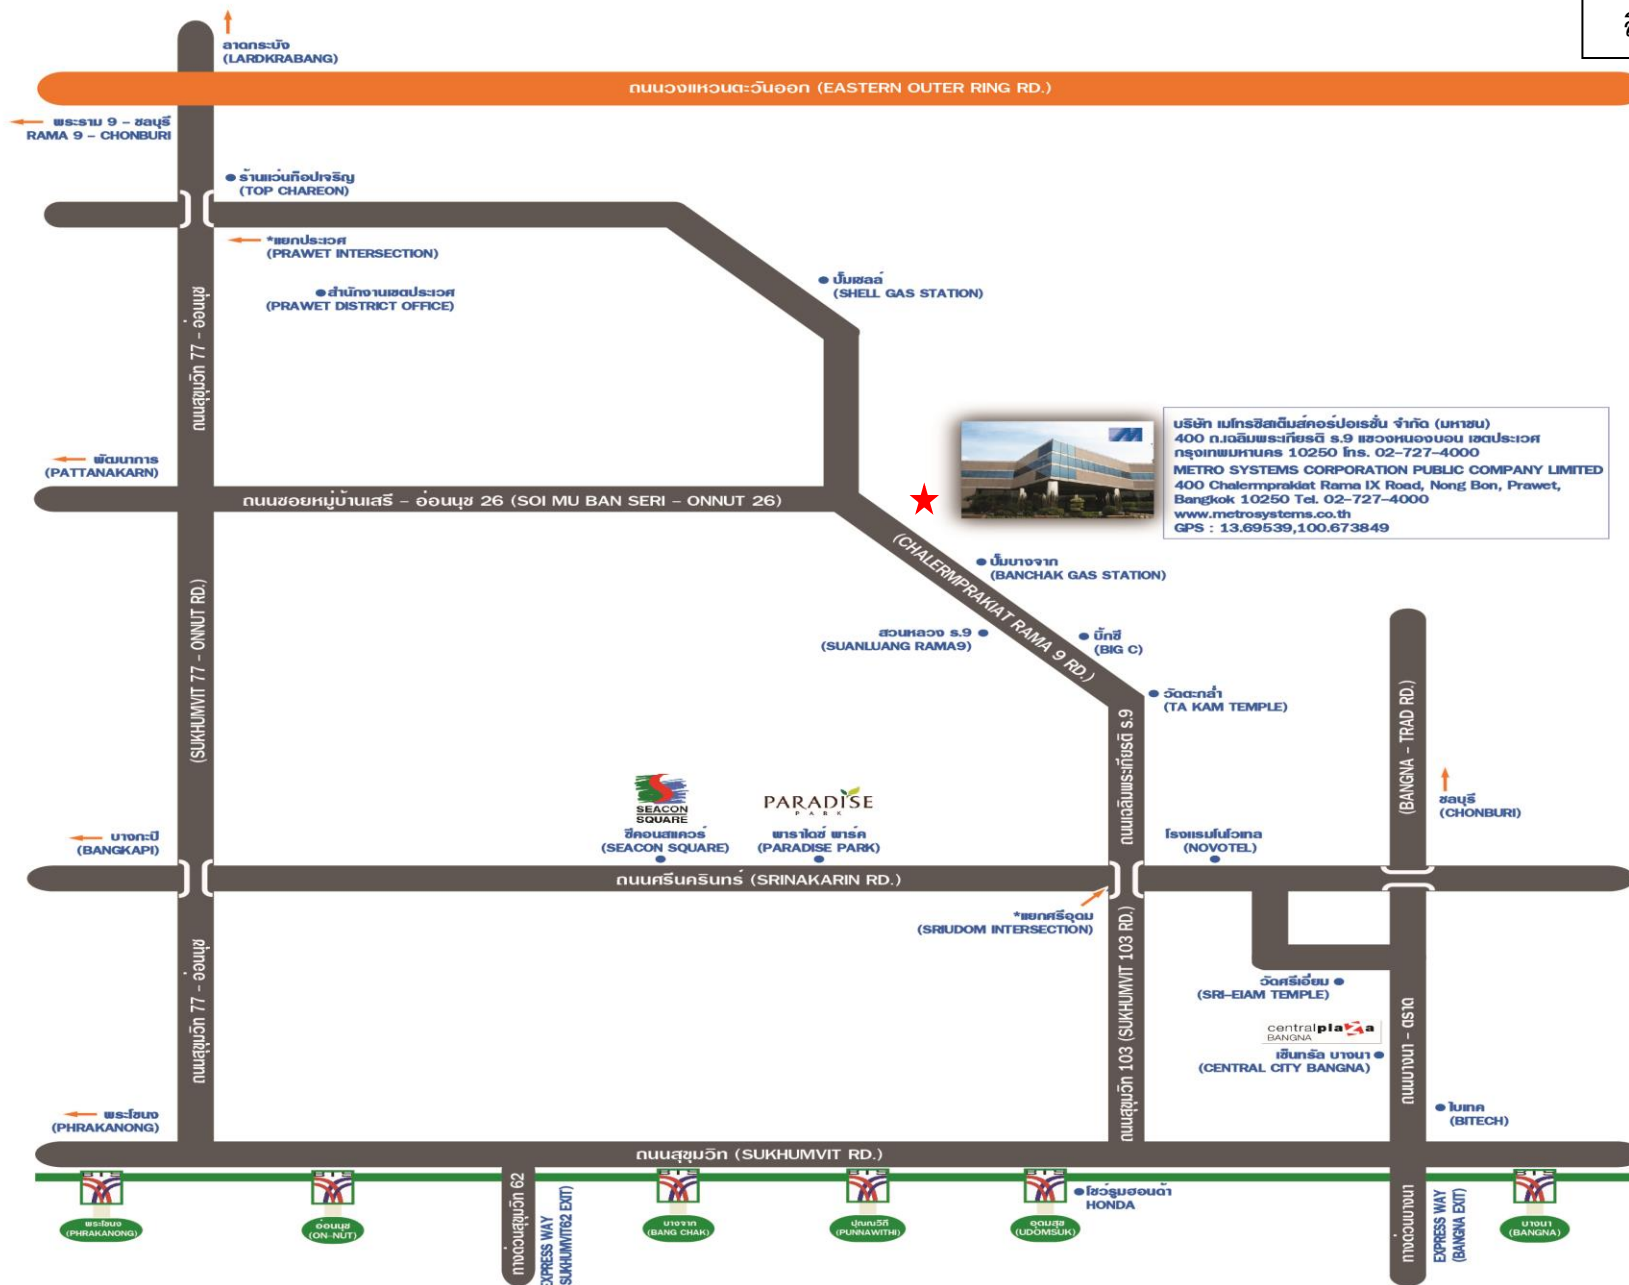 ลาดกระบัง
(LARDKRABANG)
ถนนวงแหวนตะวันออก (EASTERN OUTER RING RD.)
พระราม 9 - ชลบุรี
RAMA 9 - CHONBURI
ร้านแว่นท็อปเจริญ
(TOP CHAREON)
*แยกประเวศ
(PRAWET INTERSECTION)
สำนักงานเขตประเวศ
(PRAWET DISTRICT OFFICE)
ปั๊มเชลล์
(SHELL GAS STATION)
ถนนสุขุมวิท 77 - อ่อนนุช
บริษัท เมโทรซิสเต็มส์คอร์ปอเรชั่น จำกัด (มหาชน)
400 ถ.เฉลิมพระเกียรติ ร.9 แขวงหนองบอน เขตประเวศ
กรุงเทพมหานคร 10250 โทร. 02-727-4000
METRO SYSTEMS CORPORATION PUBLIC COMPANY LIMITED
400 Chalermprakiat Rama IX Road, Nong Bon, Prawet,
Bangkok 10250 Tel. 02-727-4000
www.metrosystems.co.th
GPS : 13.69539,100.673849
พัฒนาการ
(PATTANAKARN)
ถนนซอยหมู่บ้านเสรี - อ่อนนุช 26 (SOI MU BAN SERI - ONNUT 26)
(CHALERMPRAKIAT RAMA 9 RD.)
ปั๊มบางจาก
(BANCHAK GAS STATION)
สวนหลวง ร.9
(SUANLUANG RAMA9)
บิ๊กซี
(BIG C)
(SUKHUMVIT 77 - ONNUT RD.)
วัดตะกล่ำ
(TA KAM TEMPLE)
ถนนเฉลิมพระเกียรติ ร.9
(BANGNA - TRAD RD.)
ชลบุรี
(CHONBURI)
SEACON
SQUARE
ซีคอนสแควร์
(SEACON SQUARE)
PARADISE
PARK
พาราไดซ์ พาร์ค
(PARADISE PARK)
โรงแรมโนโวเทล
(NOVOTEL)
บางกะปิ
(BANGKAPI)
ถนนศรีนครินทร์ (SRINAKARIN RD.)
*แยกศรีอุดม
(SRIUDOM INTERSECTION)
ถนนสุขุมวิท 77 - อ่อนนุช
ถนนสุขุมวิท 103 (SUKHUMVIT 103 RD.)
วัดศรีเอี่ยม
(SRI-EIAM TEMPLE)
centralplaza
BANGNA
เซ็นทรัล บางนา
(CENTRAL CITY BANGNA)
ถนนบางนา - ตราด
ไบเทค
(BITECH)
พระโขนง
(PHRAKANONG)
ถนนสุขุมวิท (SUKHUMVIT RD.)
พระโขนง
(PHRAKANONG)
อ่อนนุช
(ON-NUT)
ทางด่วนสุขุมวิท 62
EXPRESS WAY
SUKHUMVIT62 EXIT)
บางจาก
(BANG CHAK)
ปุณณวิถี
(PUNNAWITHI)
อุดมสุข
(UDOMSUK)
โชว์รูมฮอนด้า
HONDA
ทางด่วนบางนา
EXPRESS WAY
(BANGNA EXIT)
บางนา
(BANGNA)